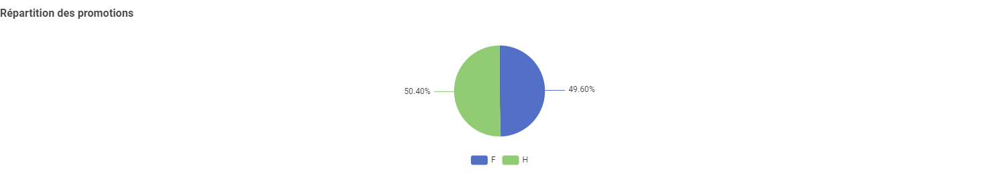 Répartition des promotions
50.40%
49.60%
F
H